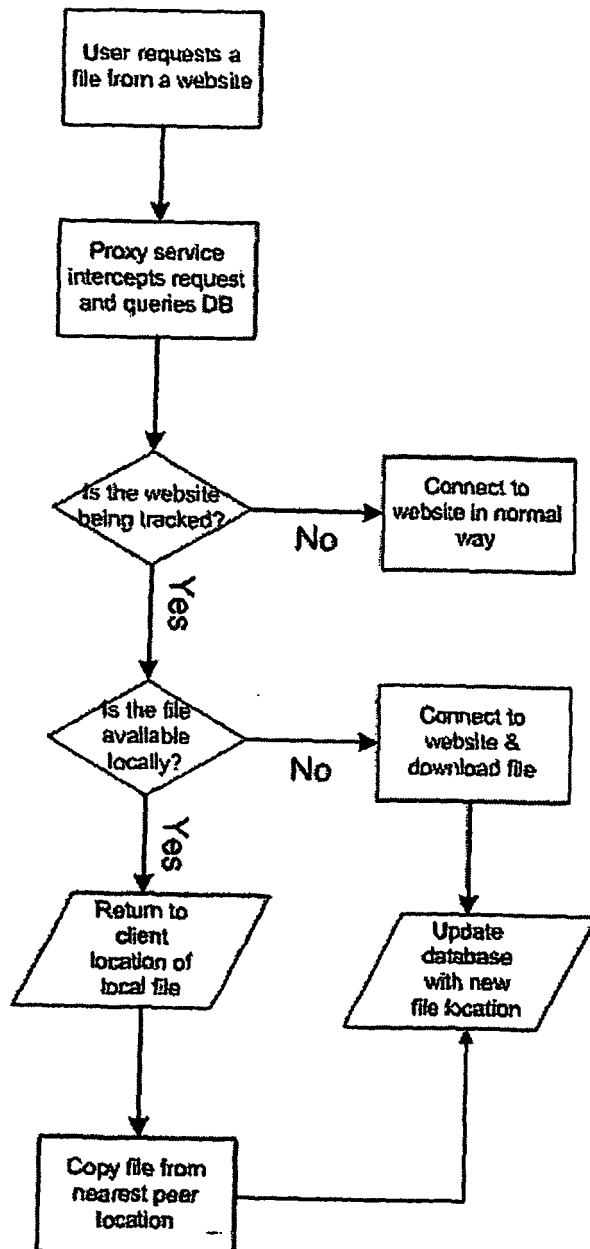 User requests a
file from a website
Proxy service
intercepts request
and queries DB
Is the website
being tracked?
No
Connect to
website in normal
way
Yes
Is the file
available
locally?
No
Connect to
website &
download file
Yes
Return to
client
location of
local file
Update
database
with new
file location
Copy file from
nearest peer
location